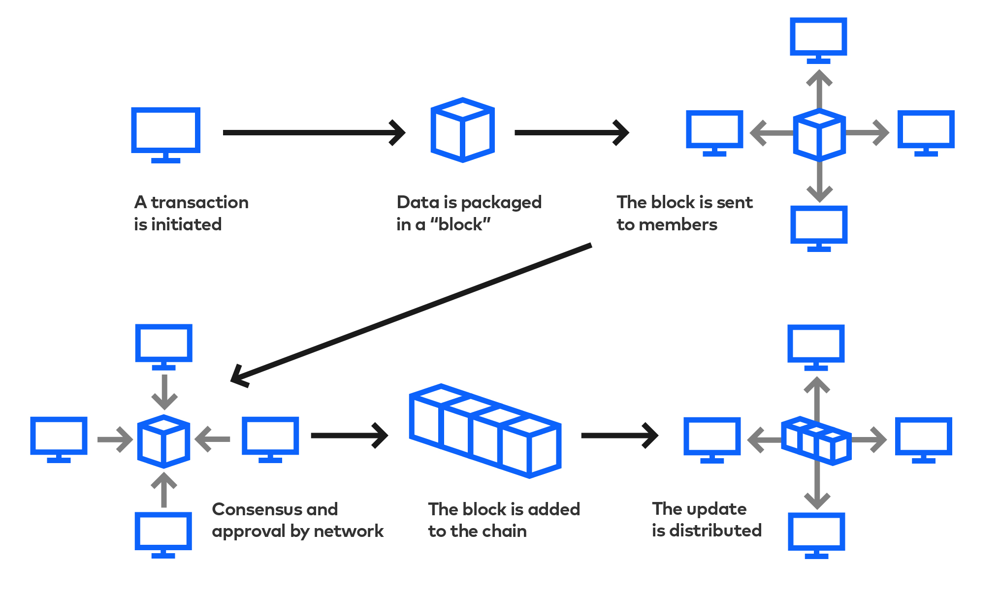 A transaction
is initiated
Data is packaged
in a “block”
The block is sent
to members
Consensus and
approval by network
The block is added
to the chain
The update
is distributed